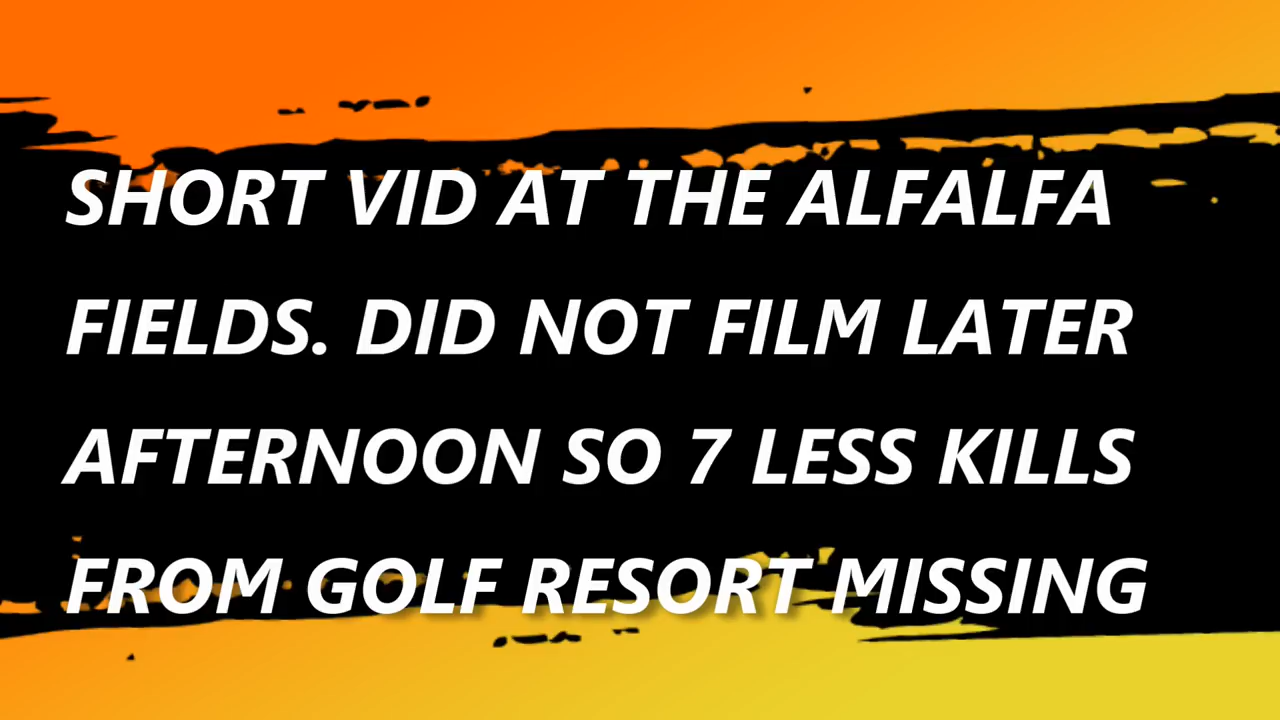 SHORT VID AT THE ALFALFA
FIELDS. DID NOT FILM LATER
AFTERNOON SO 7 LESS KILLS
FROM GOLF RESORT MISSING